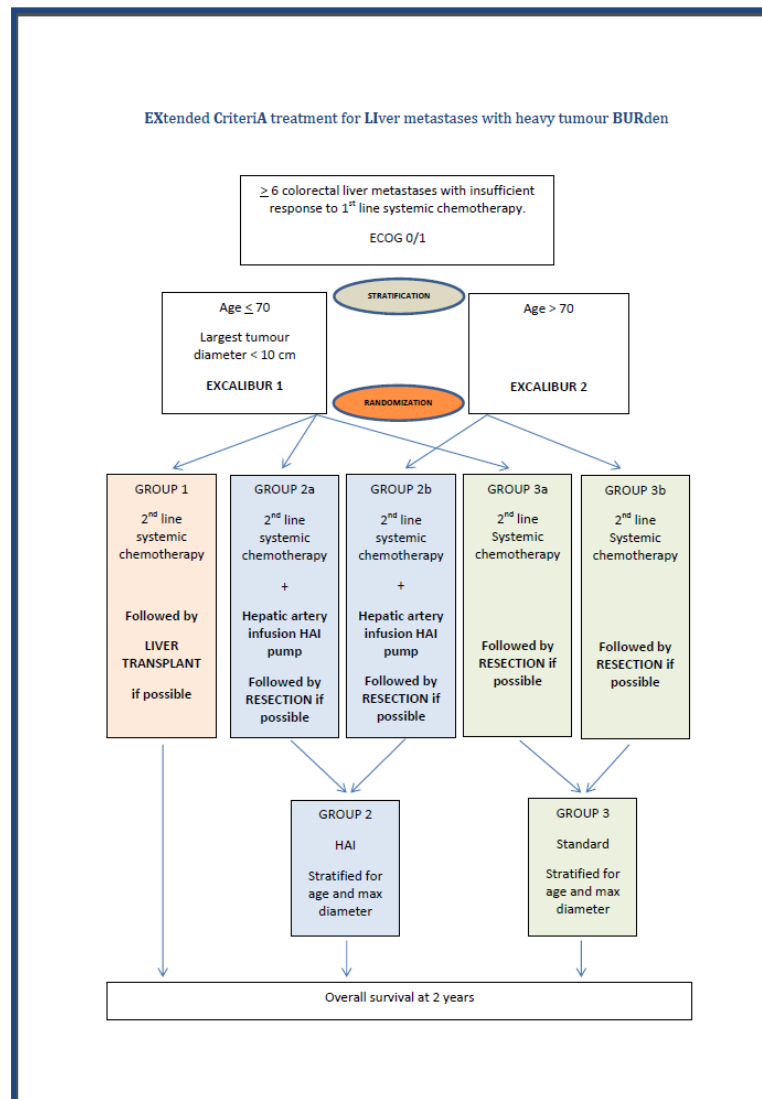 EXtended CriteriA treatment for LIver metastases with heavy tumour BURden
≥ 6 colorectal liver metastases with insufficient
response to 1st line systemic chemotherapy.
ECOG 0/1
STRATIFICATION
Age ≤ 70
Largest tumour
diameter < 10 cm
EXCALIBUR 1
Age > 70
EXCALIBUR 2
RANDOMIZATION
GROUP 1
2nd line
systemic
chemotherapy
Followed by
LIVER
TRANSPLANT
if possible
GROUP 2a
2nd line
systemic
chemotherapy
+
Hepatic artery
infusion HAI
pump
Followed by
RESECTION if
possible
GROUP 2b
2nd line
systemic
chemotherapy
+
Hepatic artery
infusion HAI
pump
Followed by
RESECTION if
possible
GROUP 3a
2nd line
Systemic
chemotherapy
Followed by
RESECTION if
possible
GROUP 3b
2nd line
Systemic
chemotherapy
Followed by
RESECTION if
possible
GROUP 2
HAI
Stratified for
age and max
diameter
GROUP 3
Standard
Stratified for
age and max
diameter
Overall survival at 2 years